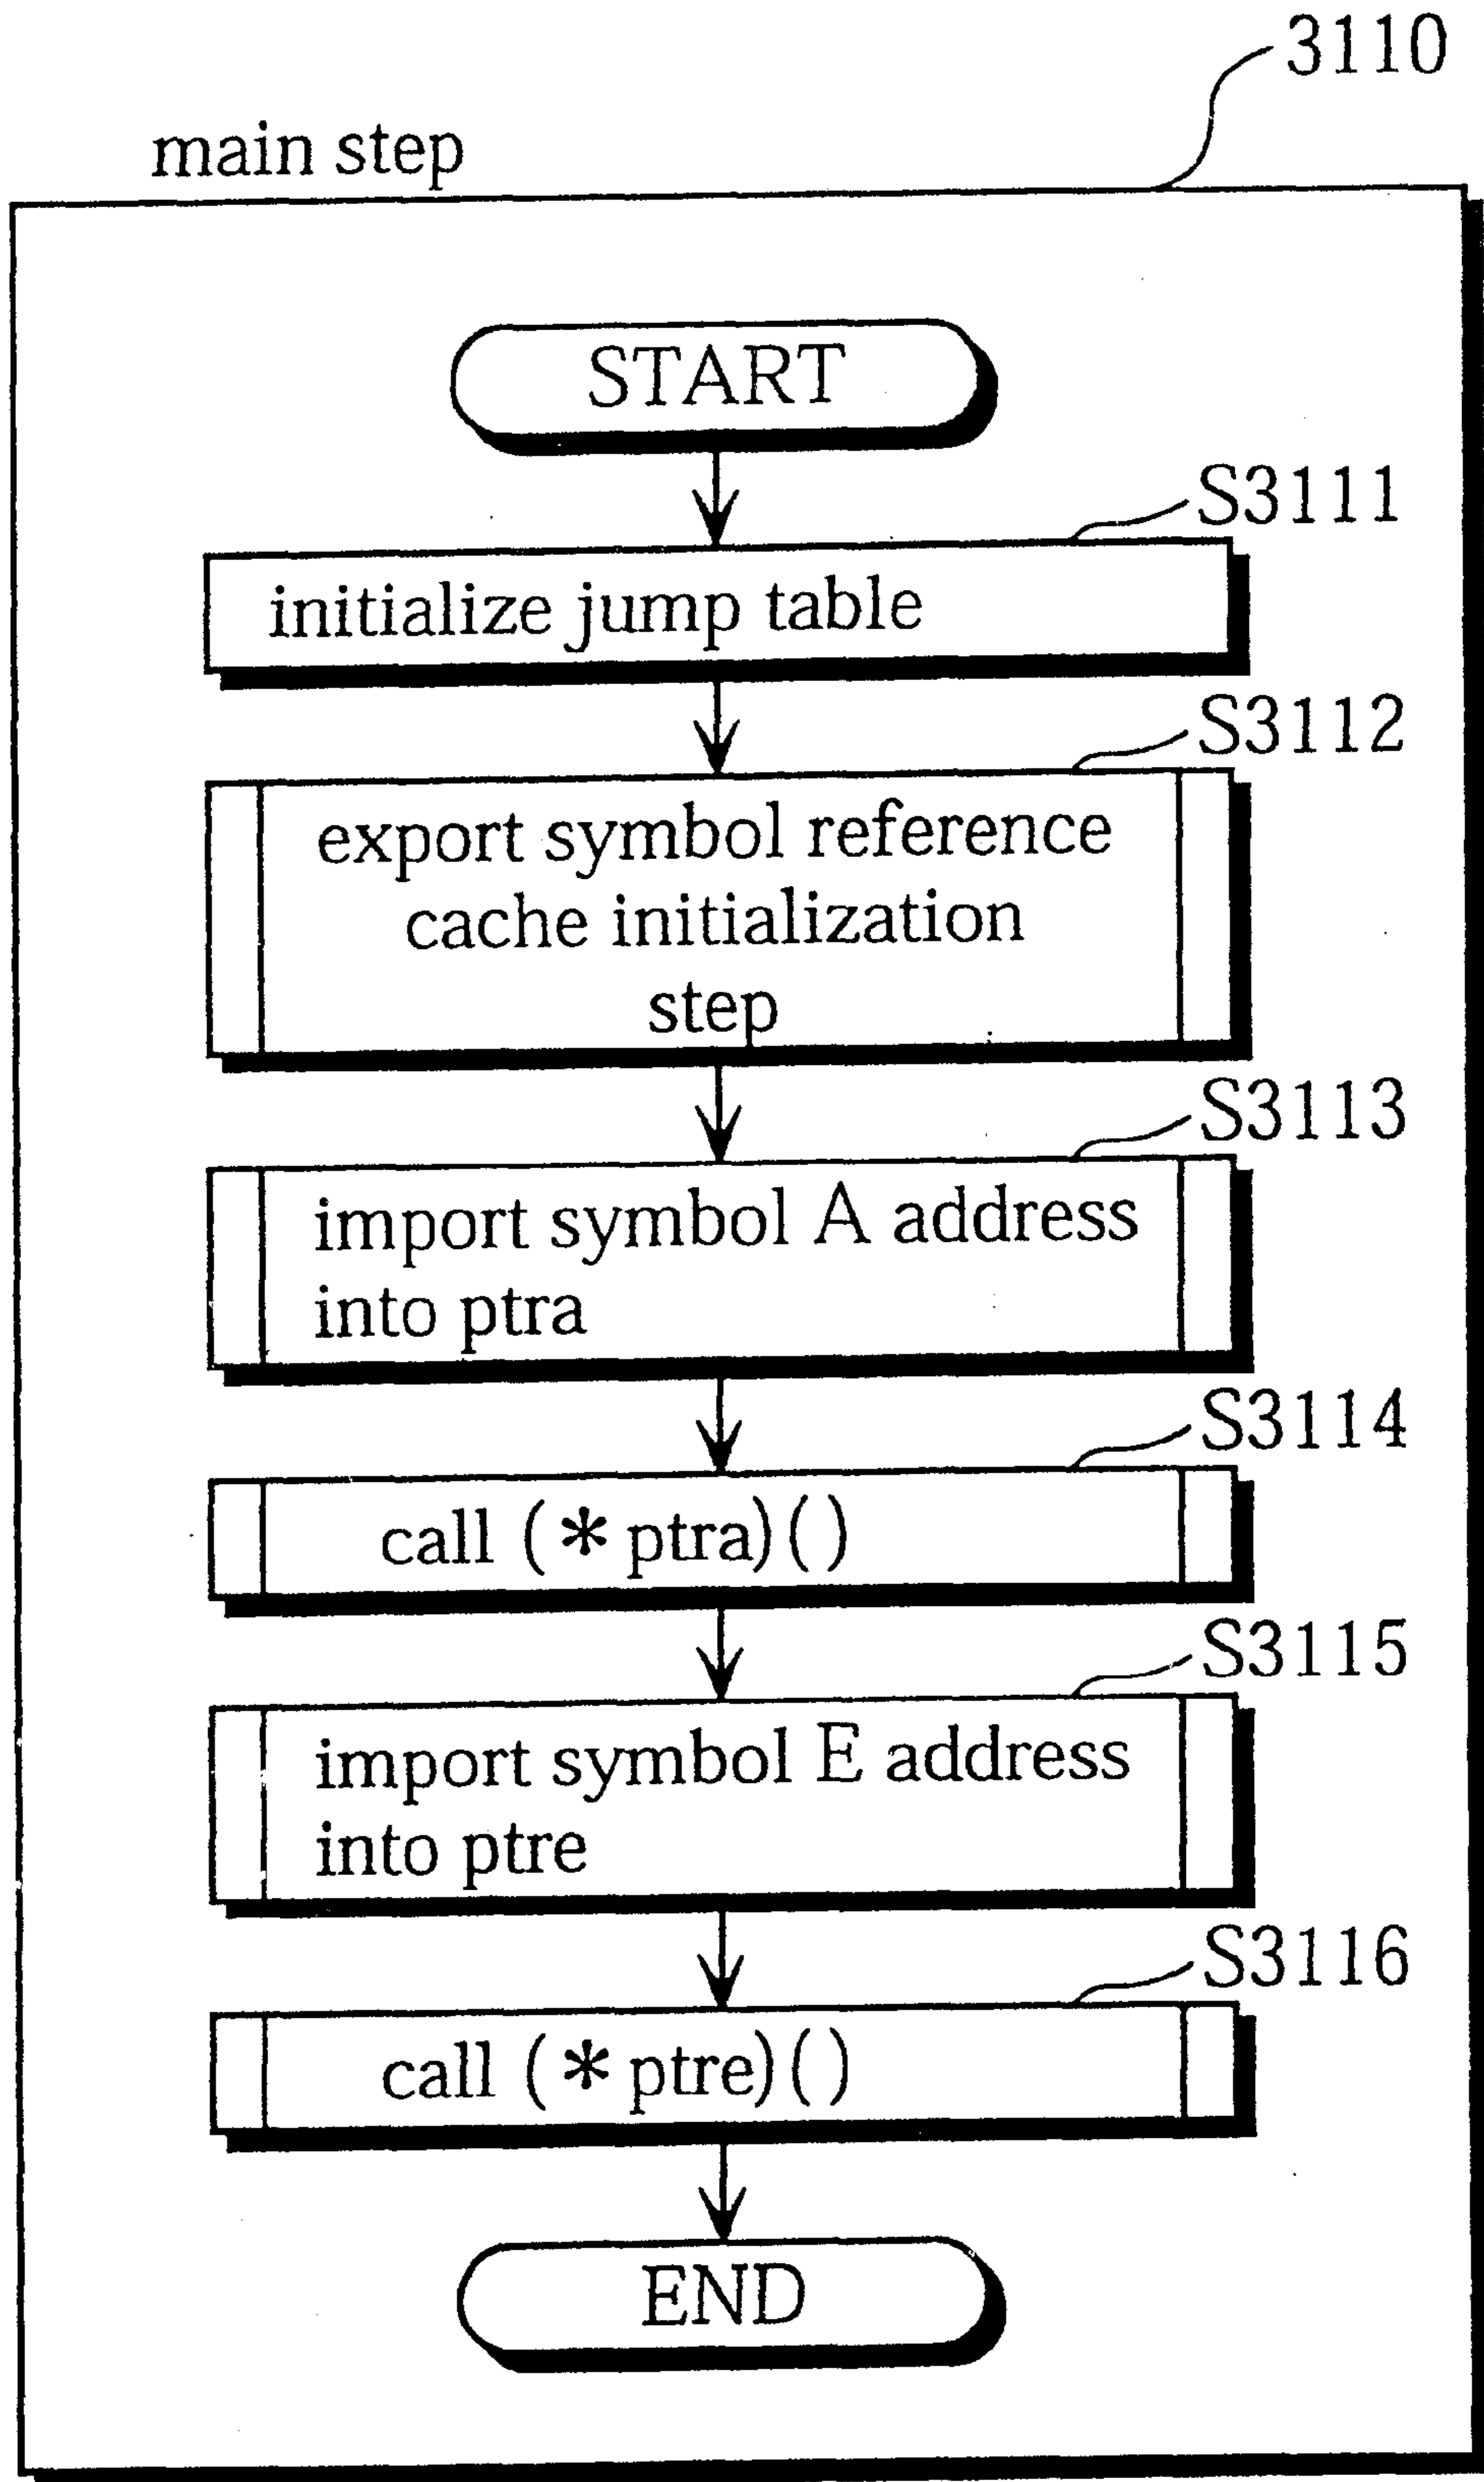 3110
main step
START
S3111
initialize jump table
S3112
export symbol reference
cache initialization
step
S3113
import symbol A address
into ptra
S3114
call (*ptra)()
S3115
import symbol E address
into ptre
S3116
call (*ptre)()
END